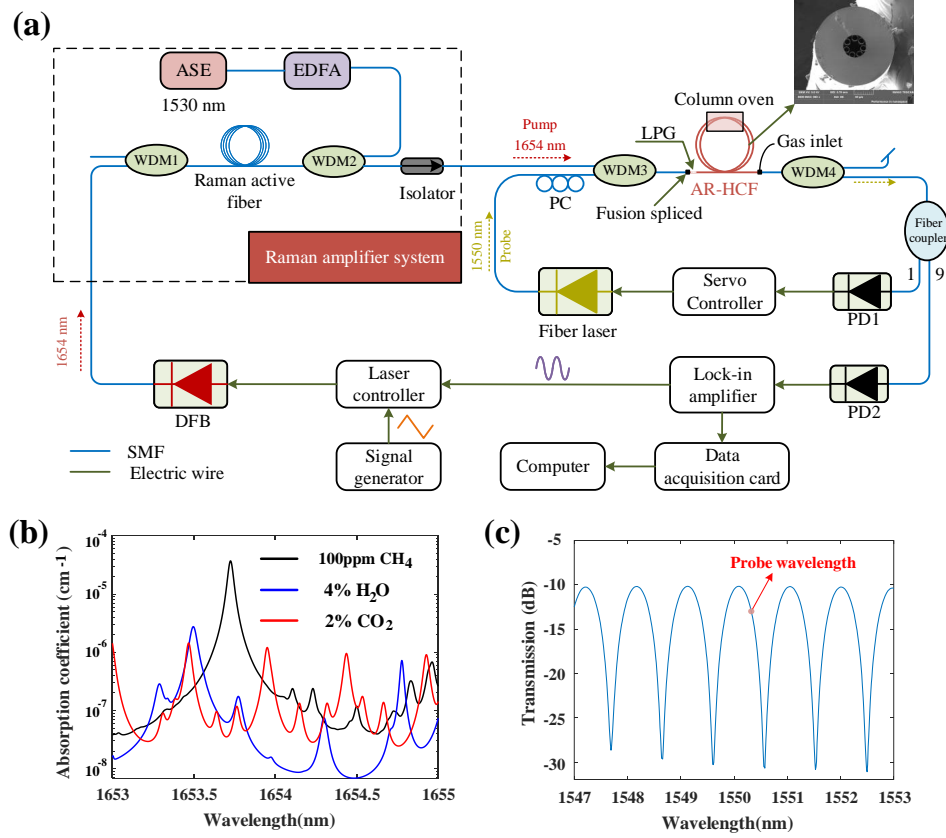 (a)
ASE
EDFA
1530 nm
WDM1
WDM2
Raman active
fiber
Isolator
Raman amplifier system
Pump
1654 nm
PC
WDM3
LPG
Column oven
Gas inlet
AR-HCF
Fusion spliced
WDM4
Fiber
coupler
1
9
1550 nm
Probe
Fiber laser
Servo
Controller
PD1
1654 nm
DFB
Laser
controller
Lock-in
amplifier
PD2
Signal
generator
Computer
Data
acquisition card
SMF
Electric wire
(b)
Absorption coefficient (cm⁻¹)
10⁻⁴
10⁻⁵
10⁻⁶
10⁻⁷
10⁻⁸
100ppm CH₄
4% H₂O
2% CO₂
1653
1653.5
1654
1654.5
1655
Wavelength(nm)
(c)
Transmission (dB)
-5
-10
-15
-20
-25
-30
Probe wavelength
1547
1548
1549
1550
1551
1552
1553
Wavelength(nm)